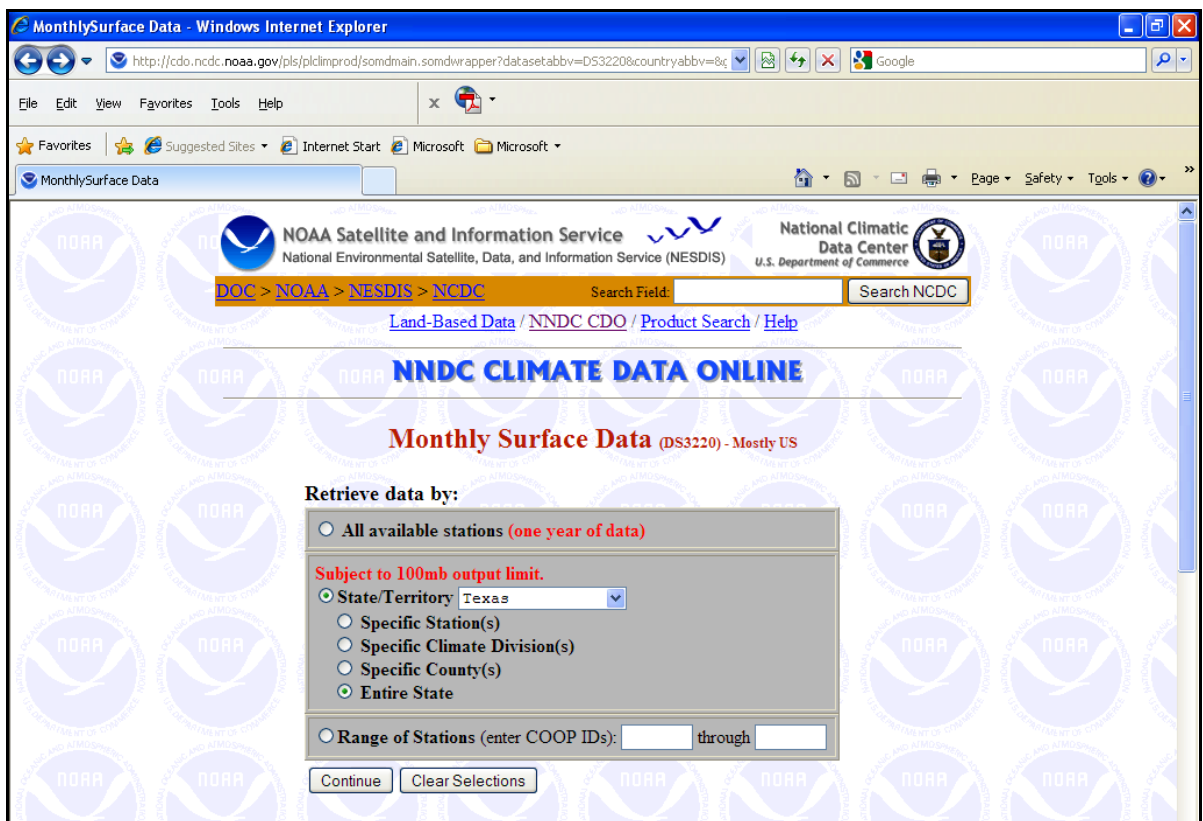 MonthlySurface Data - Windows Internet Explorer
http://cdo.ncdc.noaa.gov/pls/plclimprod/somdmain.somdwrapper?datasetabbv=DS3220&countryabbv=&g
Google
File Edit View Favorites Tools Help x
Favorites Suggested Sites Internet Start Microsoft Microsoft
MonthlySurface Data Page Safety Tools »
NOAA Satellite and Information Service
National Environmental Satellite, Data, and Information Service (NESDIS)
National Climatic
Data Center
U.S. Department of Commerce
DOC > NOAA > NESDIS > NCDC Search Field: Search NCDC
Land-Based Data / NNDC CDO / Product Search / Help
NNDC CLIMATE DATA ONLINE
Monthly Surface Data (DS3220) - Mostly US
Retrieve data by:
All available stations (one year of data)
Subject to 100mb output limit.
State/Territory Texas
Specific Station(s)
Specific Climate Division(s)
Specific County(s)
Entire State
Range of Stations (enter COOP IDs): through
Continue Clear Selections